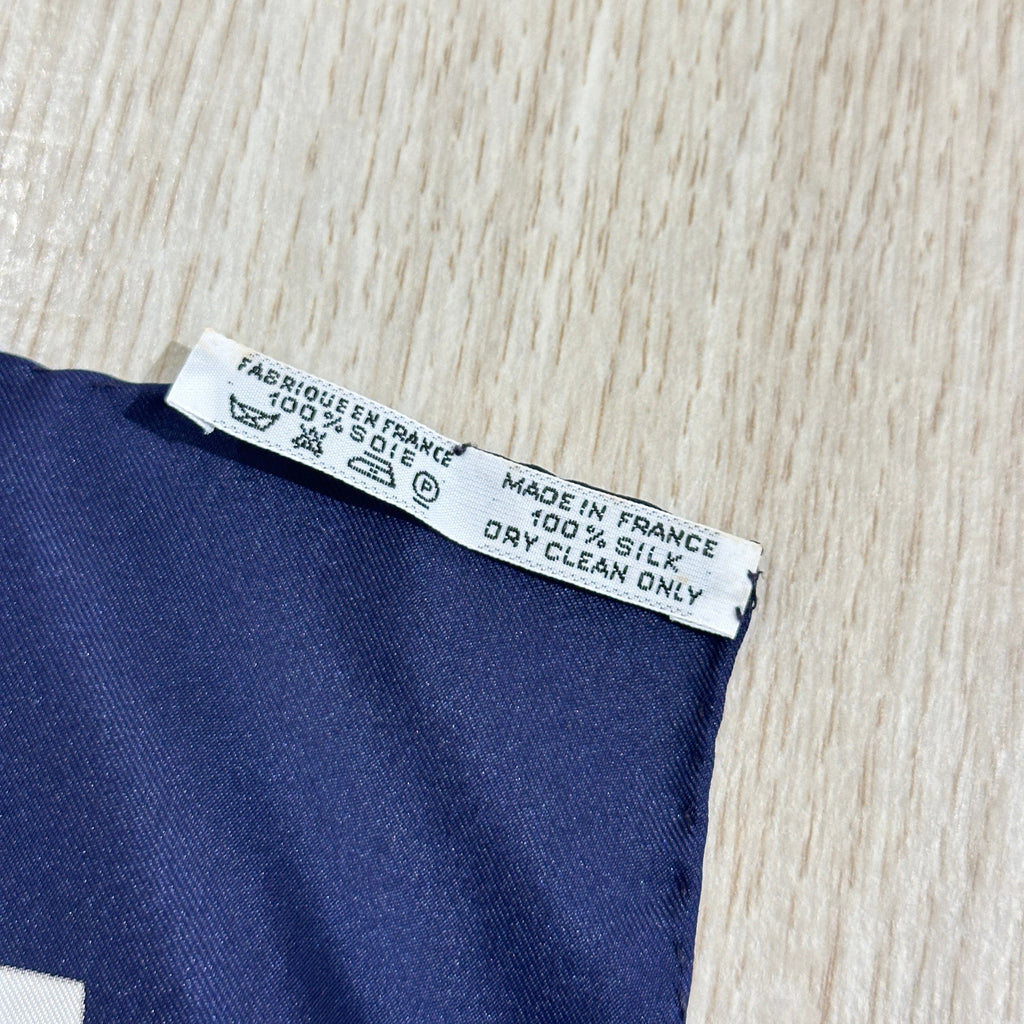 FABRIQUE EN FRANCE
100% SOIE
P
MADE IN FRANCE
100% SILK
DRY CLEAN ONLY